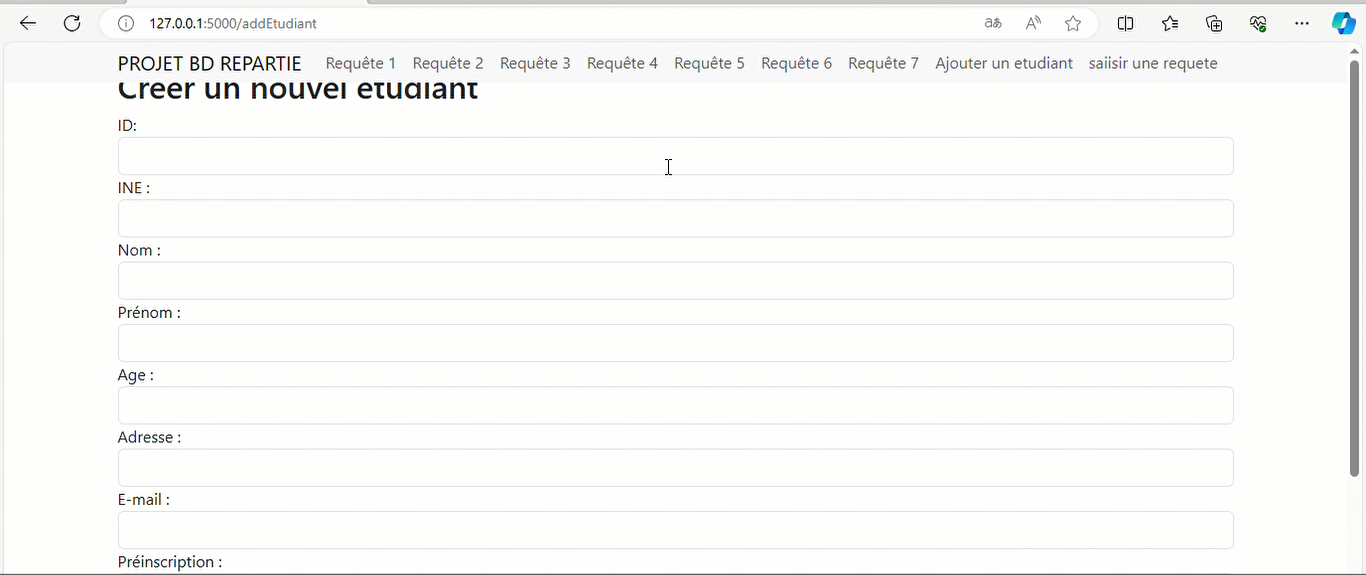 127.0.0.1:5000/addEtudiant
PROJET BD REPARTIE Requête 1 Requête 2 Requête 3 Requête 4 Requête 5 Requête 6 Requête 7 Ajouter un etudiant saiisir une requete
Créer un nouvel étudiant
ID:
INE :
Nom :
Prénom :
Age :
Adresse :
E-mail :
Préinscription :